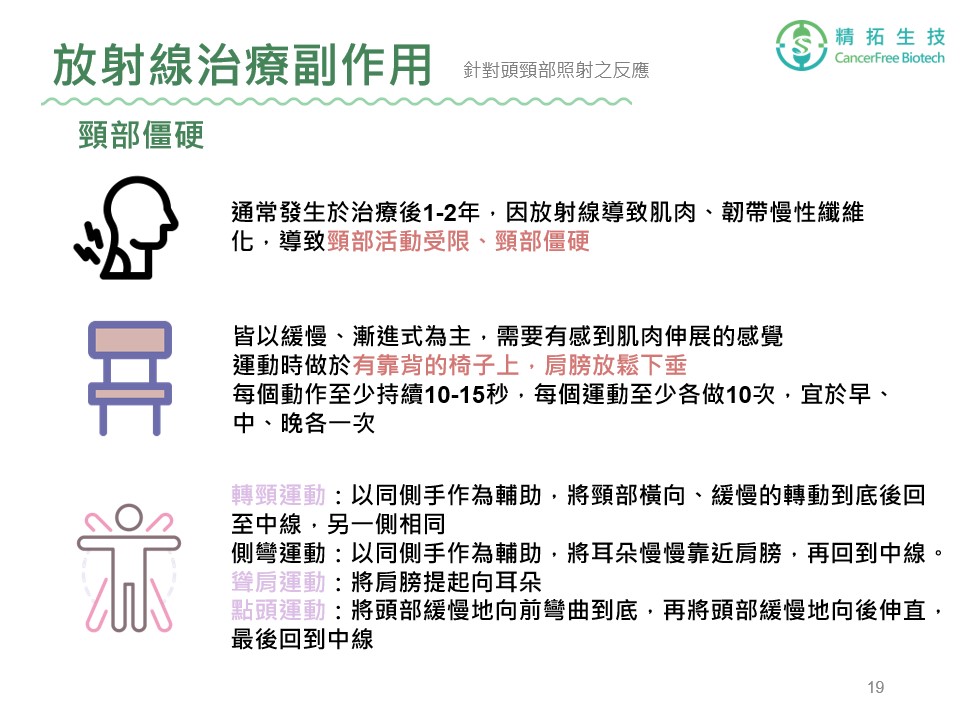 放射線治療副作用
針對頭頸部照射之反應
精拓生技
CancerFree Biotech
頸部僵硬
通常發生於治療後1-2年，因放射線導致肌肉、韌帶慢性纖維
化，導致頸部活動受限、頸部僵硬
皆以緩慢、漸進式為主，需要有感到肌肉伸展的感覺
運動時做於有靠背的椅子上，肩膀放鬆下垂
每個動作至少持續10-15秒，每個運動至少各做10次，宜於早、
中、晚各一次
轉頸運動：以同側手作為輔助，將頸部橫向、緩慢的轉動到底後回
至中線，另一側相同
側彎運動：以同側手作為輔助，將耳朵慢慢靠近肩膀，再回到中線。
聳肩運動：將肩膀提起向耳朵
點頭運動：將頭部緩慢地向前彎曲到底，再將頭部緩慢地向後伸直，
最後回到中線
19